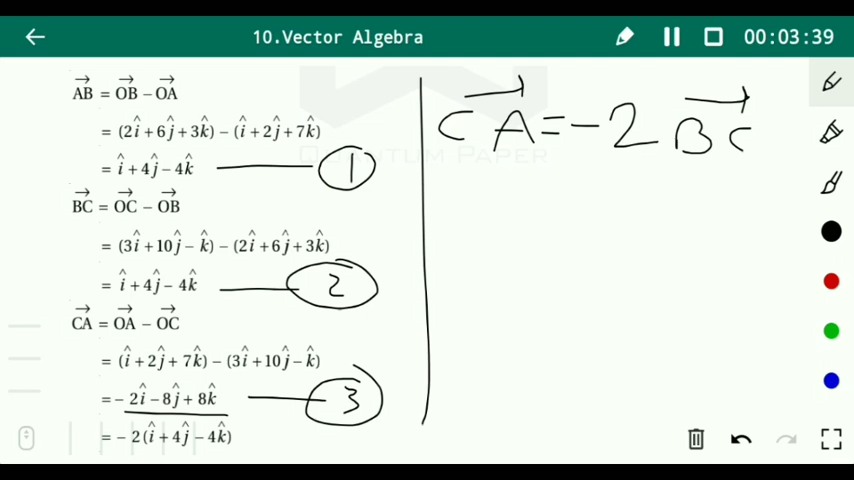 10.Vector Algebra
00:03:39
→AB = →OB − →OA
= (2î + 6ĵ + 3k̂) − (î + 2ĵ + 7k̂)
= î + 4ĵ − 4k̂ 1
→BC = →OC − →OB
= (3î + 10ĵ − k̂) − (2î + 6ĵ + 3k̂)
= î + 4ĵ − 4k̂ 2
→CA = →OA − →OC
= (î + 2ĵ + 7k̂) − (3î + 10ĵ − k̂)
= − 2î − 8ĵ + 8k̂ 3
= − 2(î + 4ĵ − 4k̂)
→CA = −2 →BC
QUANTUM PAPER